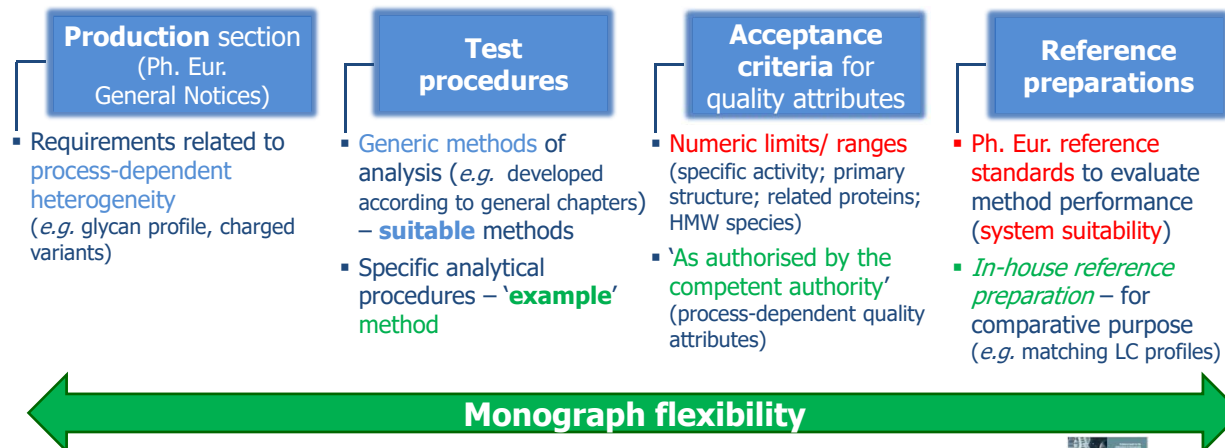 Production section
(Ph. Eur.
General Notices)
▪ Requirements related to
process-dependent
heterogeneity
(e.g. glycan profile, charged
variants)
Test
procedures
▪ Generic methods of
analysis (e.g. developed
according to general chapters)
– suitable methods
▪ Specific analytical
procedures – ‘example’
method
Acceptance
criteria for
quality attributes
▪ Numeric limits/ ranges
(specific activity; primary
structure; related proteins;
HMW species)
▪ ‘As authorised by the
competent authority’
(process-dependent quality
attributes)
Reference
preparations
▪ Ph. Eur. reference
standards to evaluate
method performance
(system suitability)
▪ In-house reference
preparation – for
comparative purpose
(e.g. matching LC profiles)
Monograph flexibility